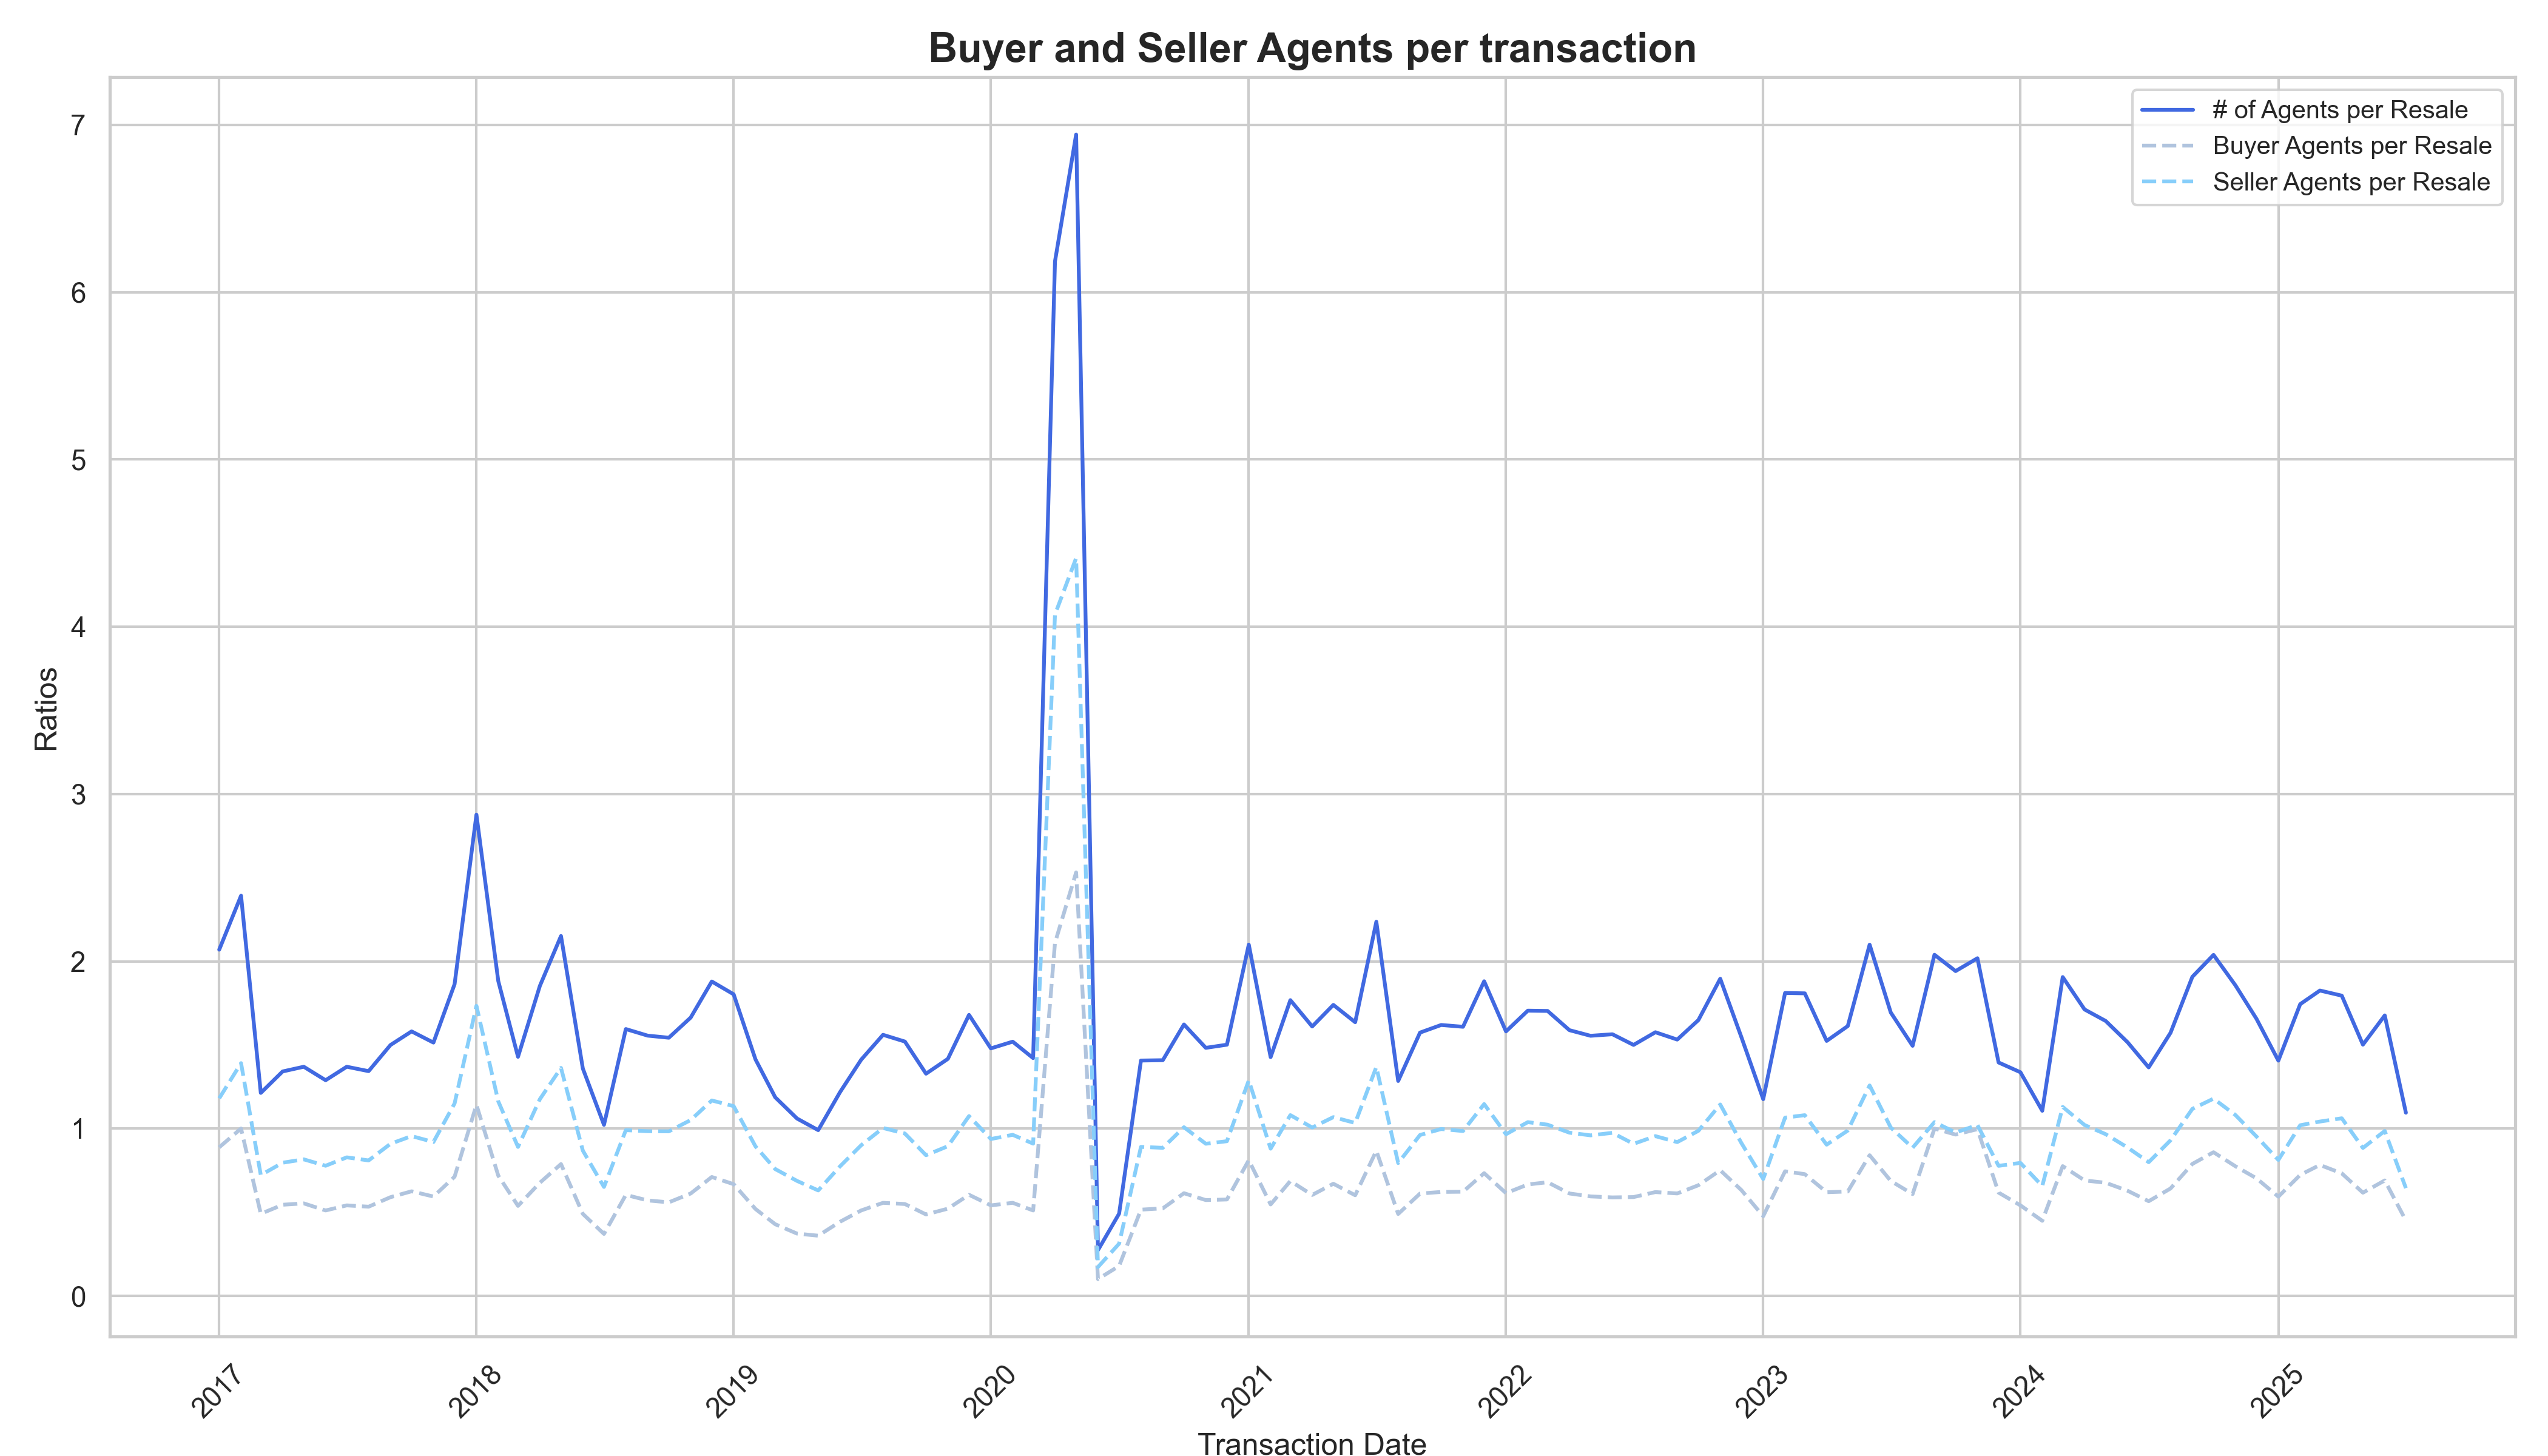 Buyer and Seller Agents per transaction
# of Agents per Resale
Buyer Agents per Resale
Seller Agents per Resale
7
6
5
4
3
2
1
0
Ratios
2017
2018
2019
2020
2021
2022
2023
2024
2025
Transaction Date